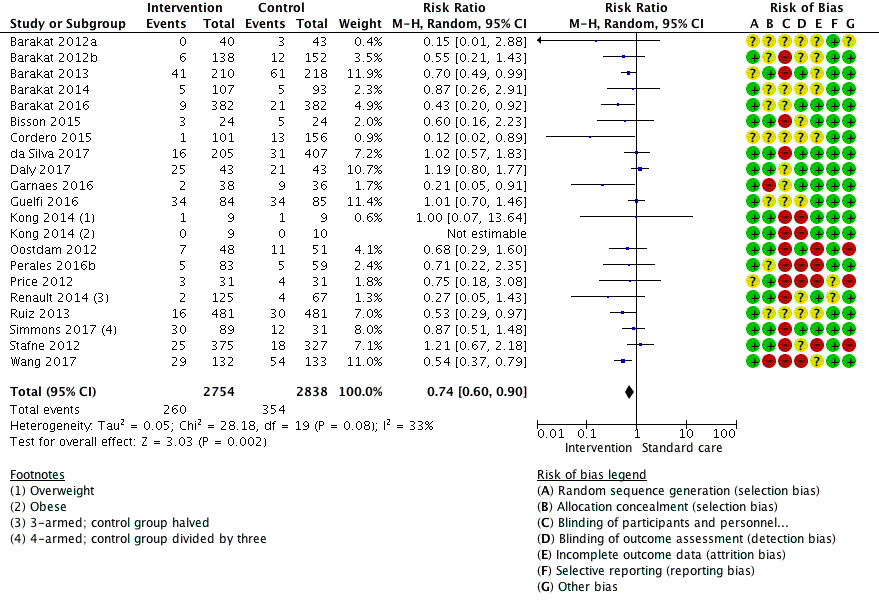 Intervention Control Risk Ratio Risk Ratio Risk of Bias
Study or Subgroup Events Total Events Total Weight M-H, Random, 95% CI M-H, Random, 95% CI A B C D E F G
Barakat 2012a 0 40 3 43 0.4% 0.15 [0.01, 2.88] ? ? ? ? ? + ?
Barakat 2012b 6 138 12 152 3.5% 0.55 [0.21, 1.43] + ? - ? ? + +
Barakat 2013 41 210 61 218 11.9% 0.70 [0.49, 0.99] ? + - + ? + +
Barakat 2014 5 107 5 93 2.4% 0.87 [0.26, 2.91] + ? ? ? ? + +
Barakat 2016 9 382 21 382 4.9% 0.43 [0.20, 0.92] + ? ? + + + +
Bisson 2015 3 24 5 24 2.0% 0.60 [0.16, 2.23] + + - ? + + +
Cordero 2015 1 101 13 156 0.9% 0.12 [0.02, 0.89] ? ? ? ? ? + +
da Silva 2017 16 205 31 407 7.2% 1.02 [0.57, 1.83] + + - + + + +
Daly 2017 25 43 21 43 10.7% 1.19 [0.80, 1.77] + + + + + + +
Garnaes 2016 2 38 9 36 1.7% 0.21 [0.05, 0.91] + - ? + + + +
Guelfi 2016 34 84 34 85 11.4% 1.01 [0.70, 1.46] + + ? ? + + +
Kong 2014 (1) 1 9 1 9 0.6% 1.00 [0.07, 13.64] + + - - + + +
Kong 2014 (2) 0 9 0 10 Not estimable + + - - + + +
Oostdam 2012 7 48 11 51 4.1% 0.68 [0.29, 1.60] + + - + - + -
Perales 2016b 5 83 5 59 2.4% 0.71 [0.22, 2.35] + ? - - - + +
Price 2012 3 31 4 31 1.8% 0.75 [0.18, 3.08] ? + - - + ? -
Renault 2014 (3) 2 125 4 67 1.3% 0.27 [0.05, 1.43] + + - ? + ? +
Ruiz 2013 16 481 30 481 7.0% 0.53 [0.29, 0.97] + ? ? ? ? + +
Simmons 2017 (4) 30 89 12 31 8.1% 0.87 [0.51, 1.48] + + - + + + +
Stafne 2012 25 375 18 327 6.7% 1.21 [0.67, 2.18] + + - ? - + -
Wang 2017 29 132 54 133 11.0% 0.54 [0.37, 0.79] + - - - ? + +
Total (95% CI) 2754 2838 100.0% 0.74 [0.60, 0.90]
Total events 260 354
Heterogeneity: Tau² = 0.05; Chi² = 28.18, df = 19 (P = 0.08); I² = 33%
Test for overall effect: Z = 3.03 (P = 0.002)
0.01 0.1 1 10 100
Intervention Standard care
Footnotes
(1) Overweight
(2) Obese
(3) 3-armed; control group halved
(4) 4-armed; control group divided by three
Risk of bias legend
(A) Random sequence generation (selection bias)
(B) Allocation concealment (selection bias)
(C) Blinding of participants and personnel...
(D) Blinding of outcome assessment (detection bias)
(E) Incomplete outcome data (attrition bias)
(F) Selective reporting (reporting bias)
(G) Other bias